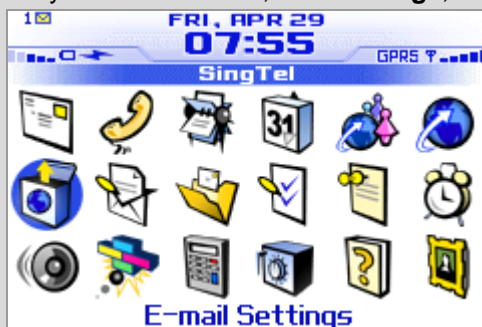 1
FRI, APR 29
07:55
GPRS
SingTel
31
E-mail Settings